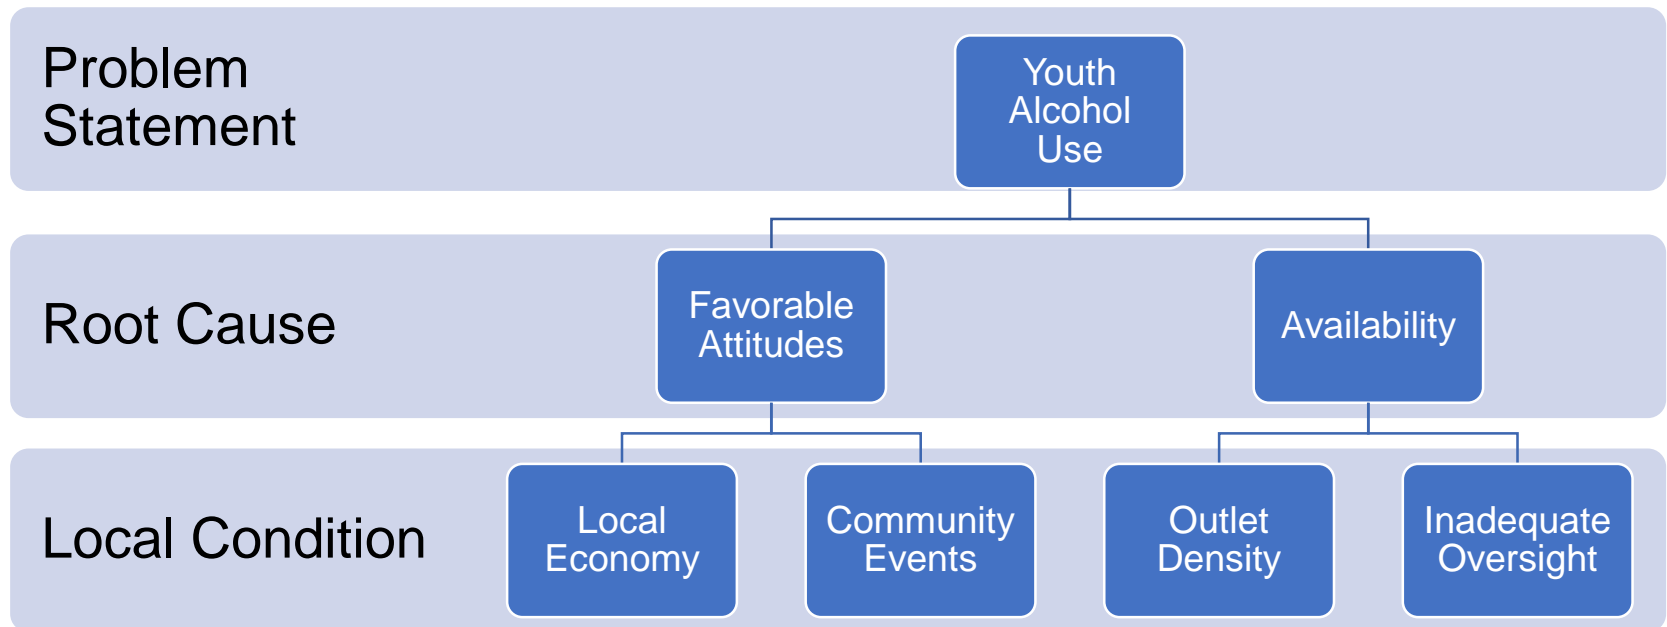 Problem
Statement
Youth
Alcohol
Use
Root Cause
Favorable
Attitudes
Availability
Local Condition
Local
Economy
Community
Events
Outlet
Density
Inadequate
Oversight